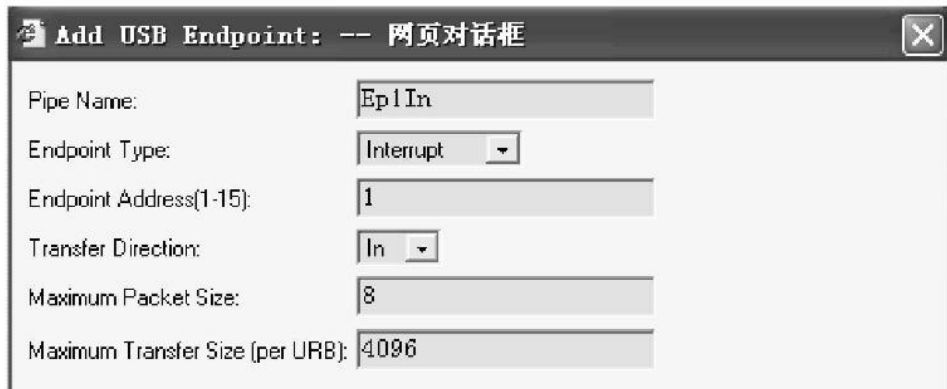 Add USB Endpoint: -- 网页对话框
Pipe Name: Ep1In
Endpoint Type: Interrupt
Endpoint Address(1-15): 1
Transfer Direction: In
Maximum Packet Size: 8
Maximum Transfer Size (per URB): 4096